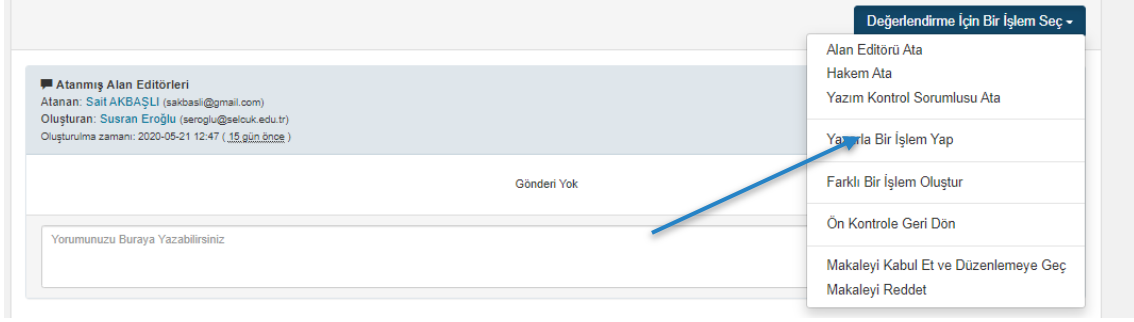 Değerlendirme İçin Bir İşlem Seç
Alan Editörü Ata
Hakem Ata
Yazım Kontrol Sorumlusu Ata
Yazarla Bir İşlem Yap
Farklı Bir İşlem Oluştur
Ön Kontrole Geri Dön
Makaleyi Kabul Et ve Düzenlemeye Geç
Makaleyi Reddet
Atanmış Alan Editörleri
Atanan: Sait AKBAŞLI (sakbasli@gmail.com)
Oluşturan: Susran Eroğlu (seroglu@selcuk.edu.tr)
Oluşturulma zamanı: 2020-05-21 12:47 ( 15 gün önce )
Gönderi Yok
Yorumunuzu Buraya Yazabilirsiniz